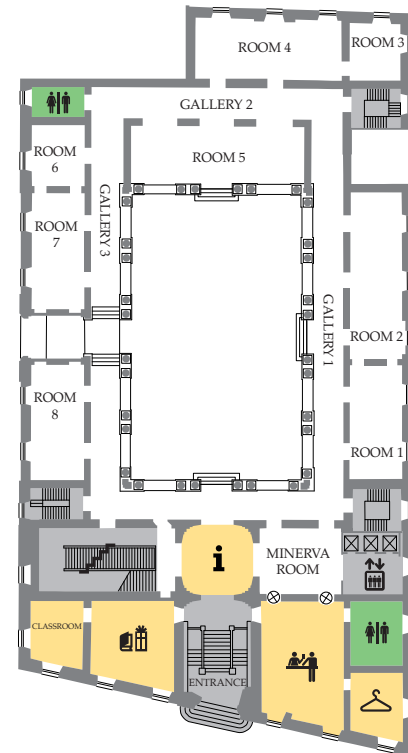 ROOM 4
ROOM 3
GALLERY 2
ROOM
6
ROOM 5
GALLERY 3
ROOM
7
GALLERY 1
ROOM 2
ROOM
8
ROOM 1
i
MINERVA
ROOM
CLASSROOM
ENTRANCE